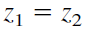 z₁ = z₂